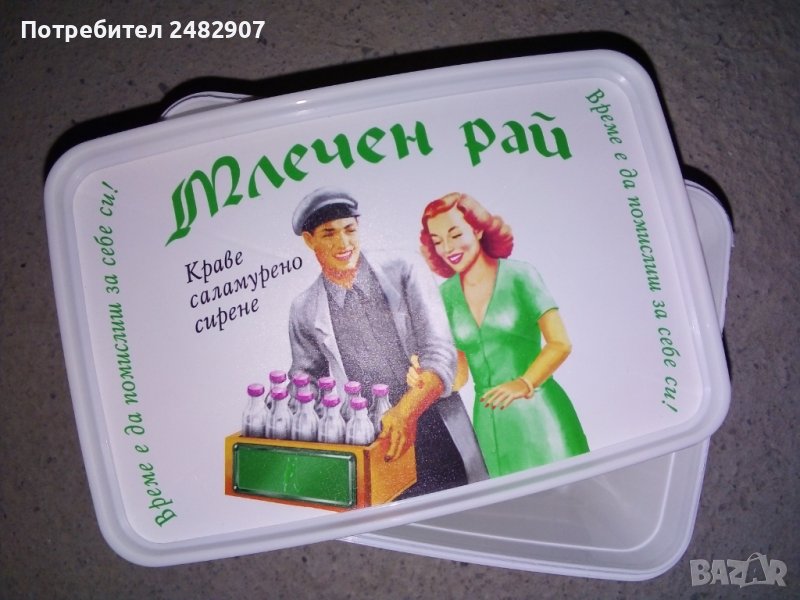 Потребител 2482907
Млечен рай
Краве
саламурено
сирене
Време е да помислиш за себе си!
Време е да помислиш за себе си!
BAZAR